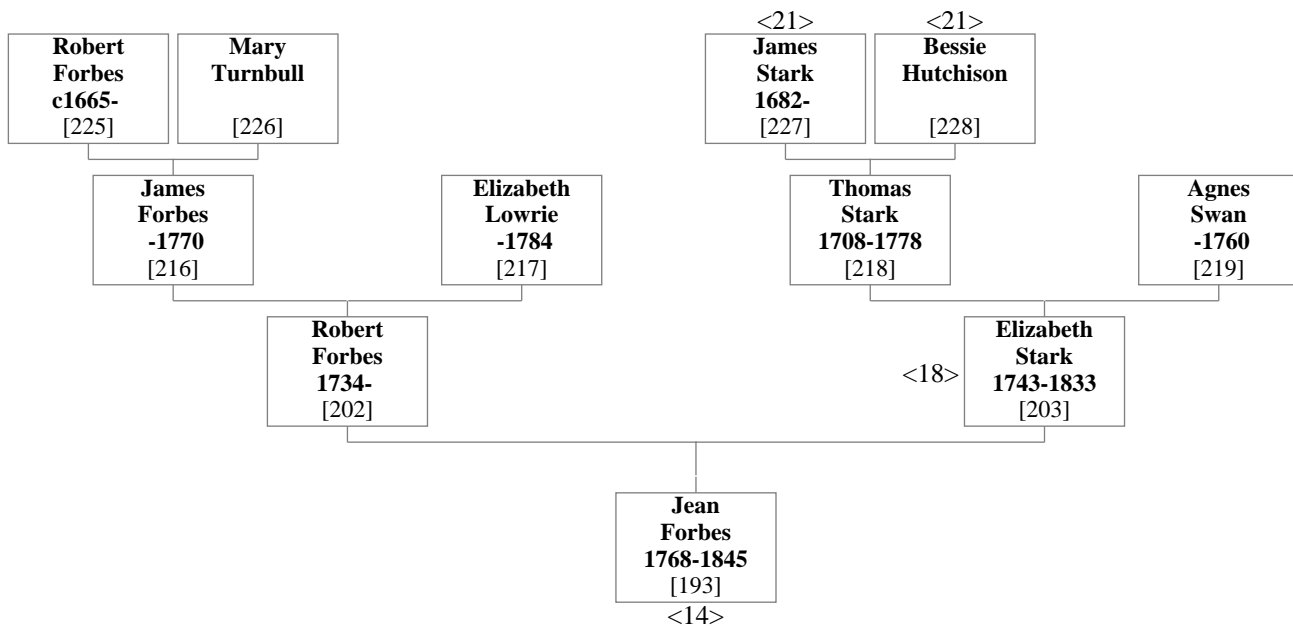 <21>
<21>
Robert
Forbes
c1665-
[225]
Mary
Turnbull
[226]
James
Stark
1682-
[227]
Bessie
Hutchison
[228]
James
Forbes
-1770
[216]
Elizabeth
Lowrie
-1784
[217]
Thomas
Stark
1708-1778
[218]
Agnes
Swan
-1760
[219]
Robert
Forbes
1734-
[202]
<18>
Elizabeth
Stark
1743-1833
[203]
Jean
Forbes
1768-1845
[193]
<14>